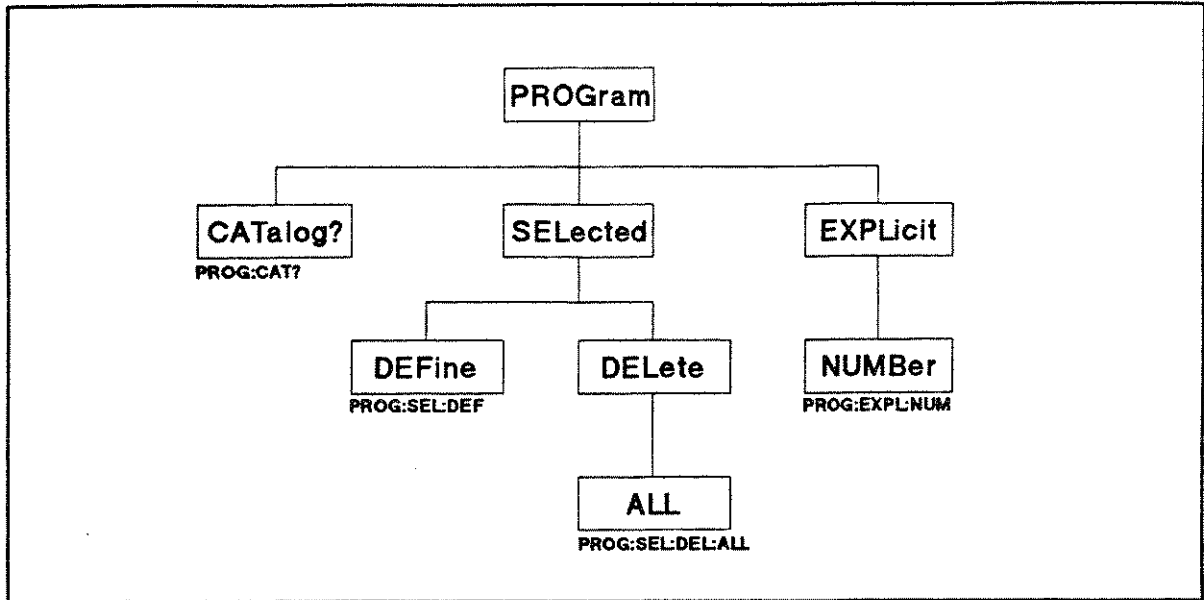 PROGram
CATalog?
SELected
EXPLicit
PROG:CAT?
DEFine
DELete
NUMBer
PROG:SEL:DEF
PROG:EXPL:NUM
ALL
PROG:SEL:DEL:ALL